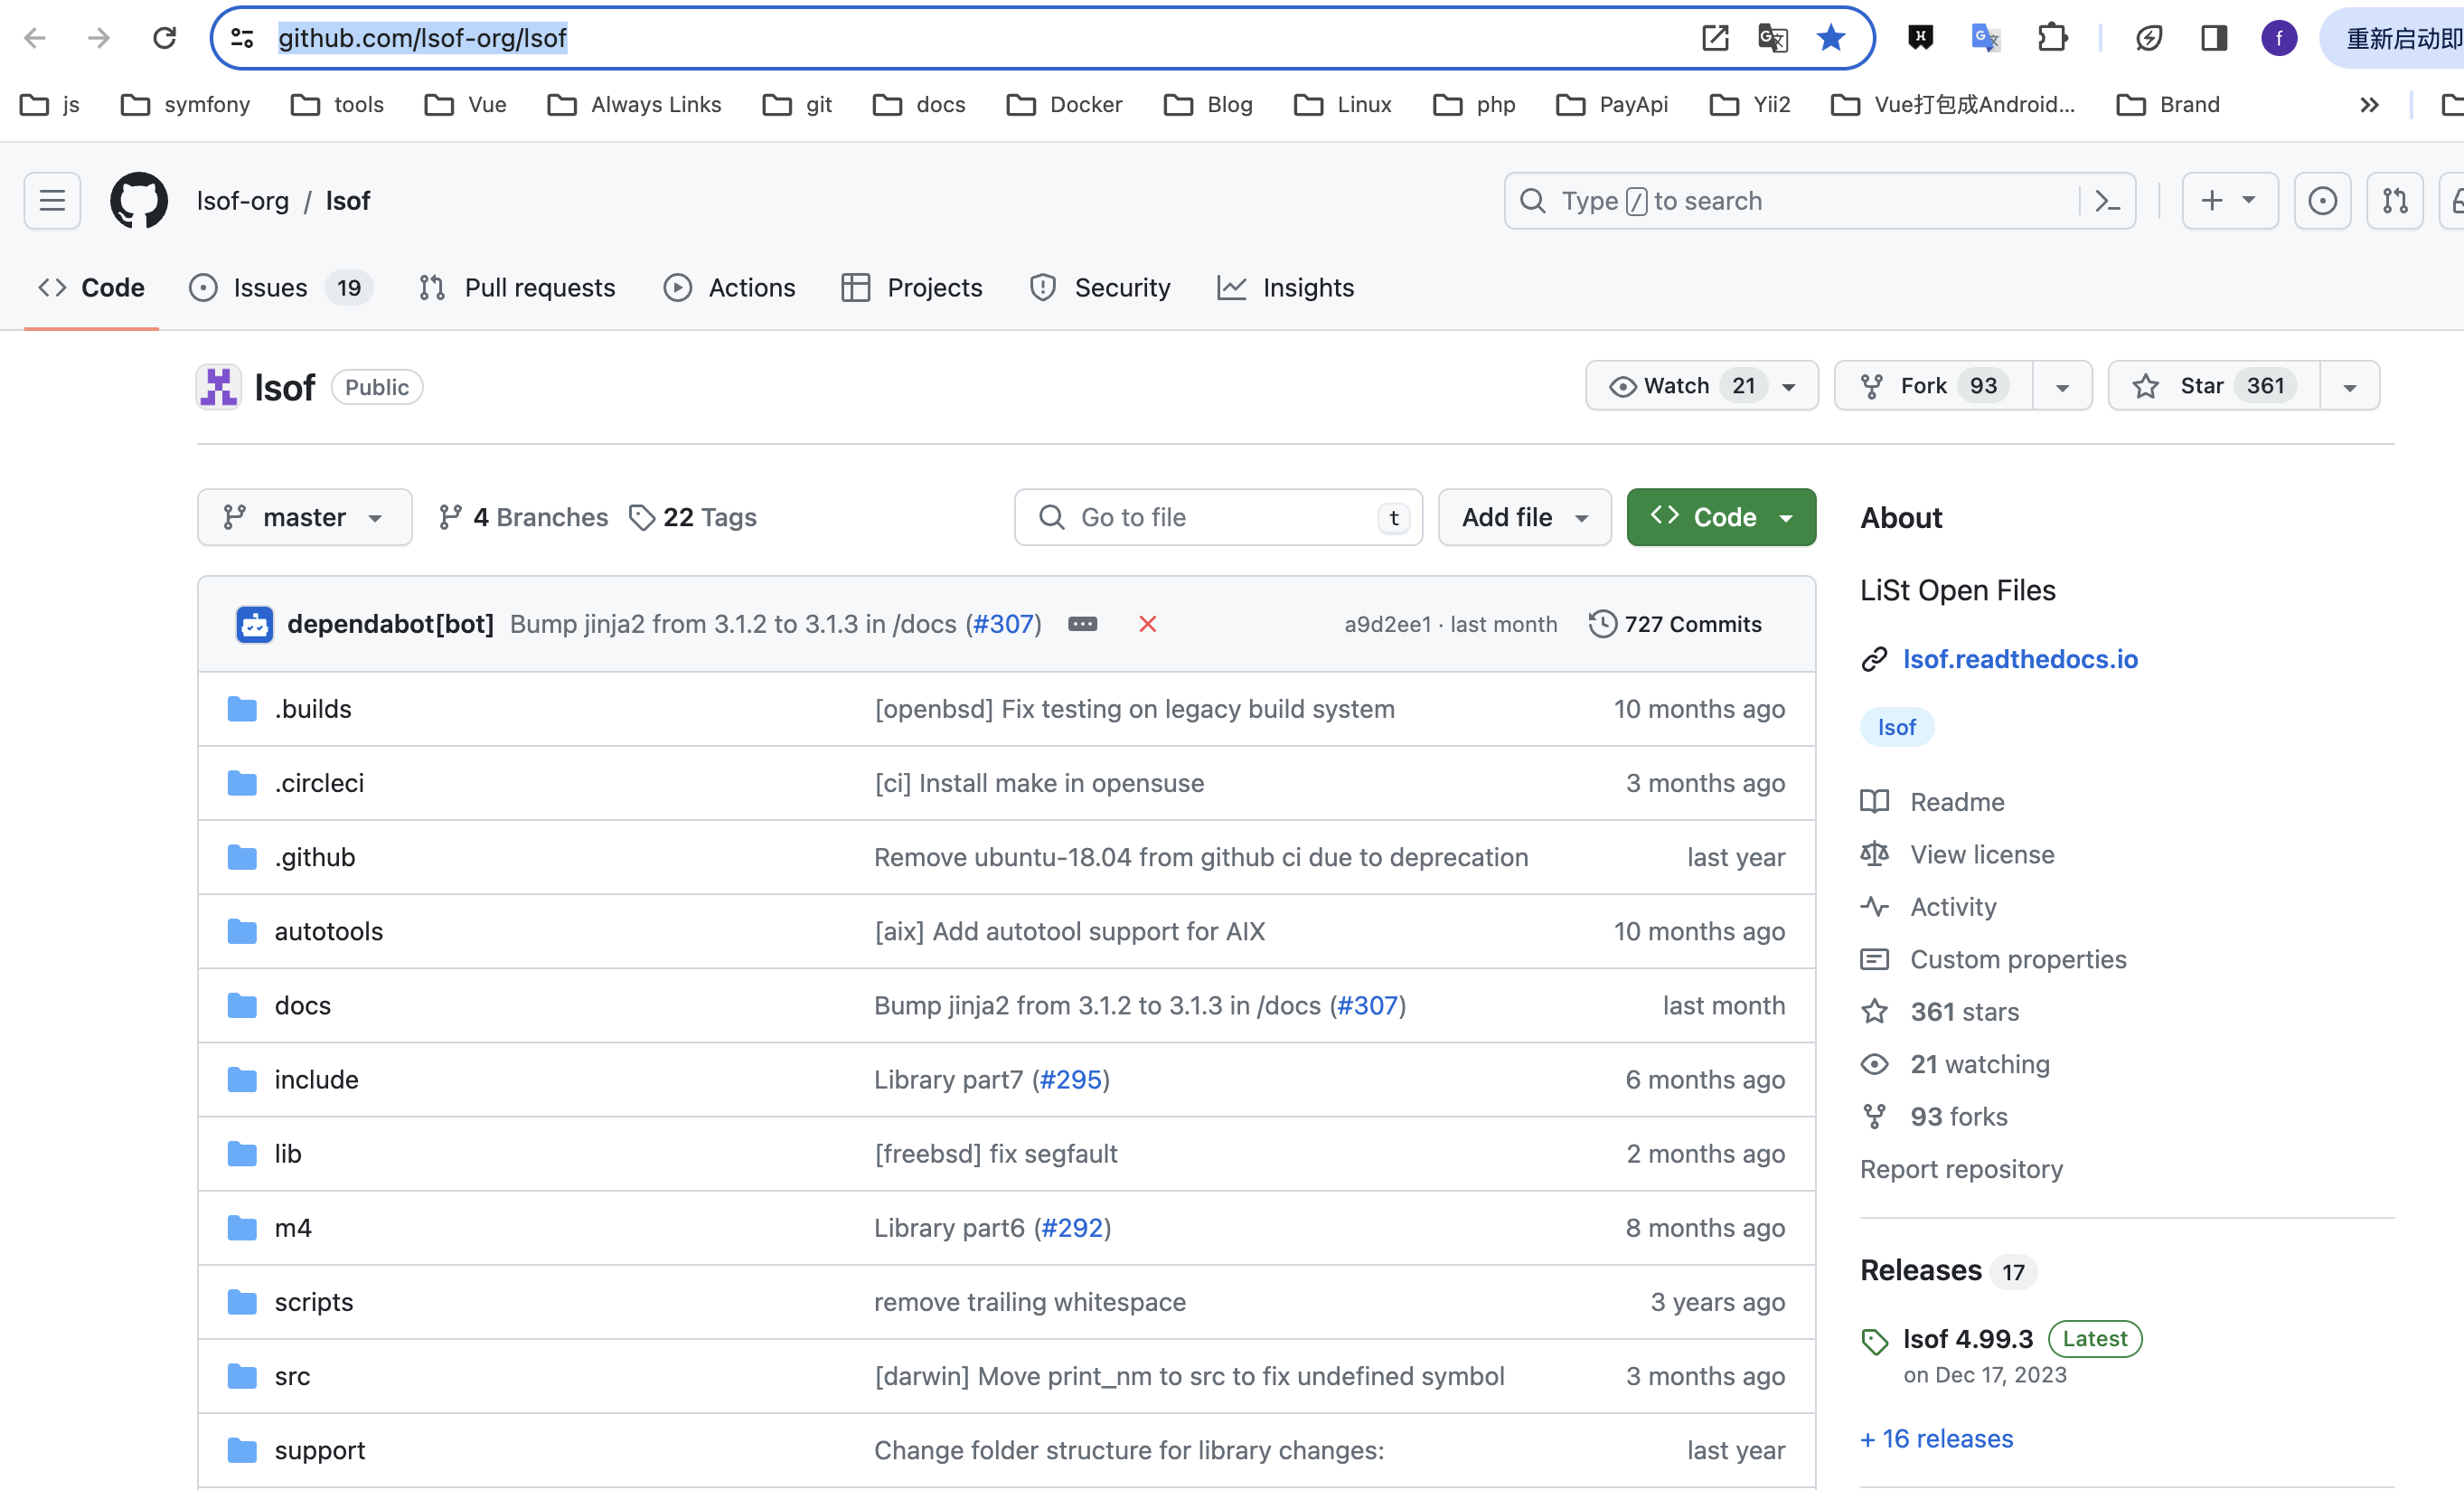 github.com/lsof-org/lsof 重新启动即
js symfony tools Vue Always Links git docs Docker Blog Linux php PayApi Yii2 Vue打包成Android... Brand
lsof-org / lsof Type / to search
Code Issues 19 Pull requests Actions Projects Security Insights
lsof Public Watch 21 Fork 93 Star 361
master 4 Branches 22 Tags Go to file t Add file Code
dependabot[bot] Bump jinja2 from 3.1.2 to 3.1.3 in /docs (#307) a9d2ee1 · last month 727 Commits
.builds [openbsd] Fix testing on legacy build system 10 months ago
.circleci [ci] Install make in opensuse 3 months ago
.github Remove ubuntu-18.04 from github ci due to deprecation last year
autotools [aix] Add autotool support for AIX 10 months ago
docs Bump jinja2 from 3.1.2 to 3.1.3 in /docs (#307) last month
include Library part7 (#295) 6 months ago
lib [freebsd] fix segfault 2 months ago
m4 Library part6 (#292) 8 months ago
scripts remove trailing whitespace 3 years ago
src [darwin] Move print_nm to src to fix undefined symbol 3 months ago
support Change folder structure for library changes: last year
About
LiSt Open Files
lsof.readthedocs.io
lsof
Readme
View license
Activity
Custom properties
361 stars
21 watching
93 forks
Report repository
Releases 17
lsof 4.99.3 Latest
on Dec 17, 2023
+ 16 releases